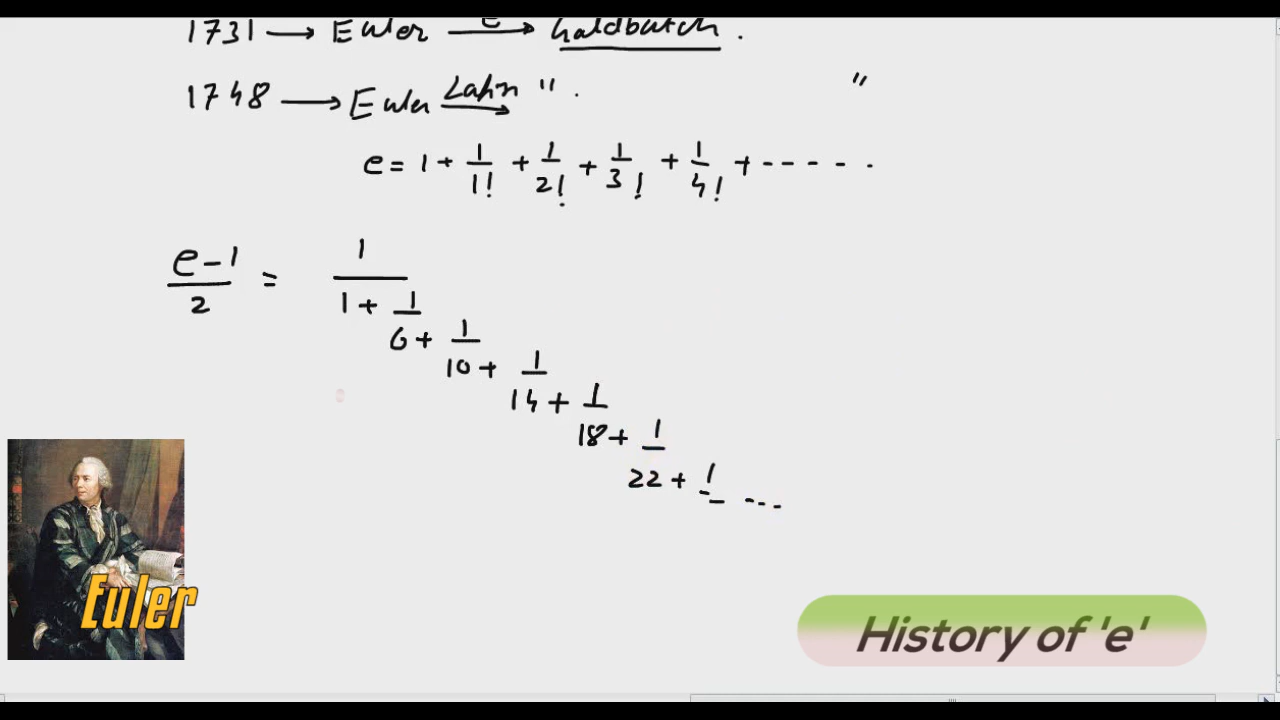 1731 → Euler e → Goldbatch .
1748 → Euler Lahn → " . "
e = 1 + 1/1! + 1/2! + 1/3! + 1/4! + - - - - - .
(e-1)/2 = 1
1 + 1
6 + 1
10 + 1
14 + 1
18 + 1
22 + 1
-- ---
Euler
History of 'e'